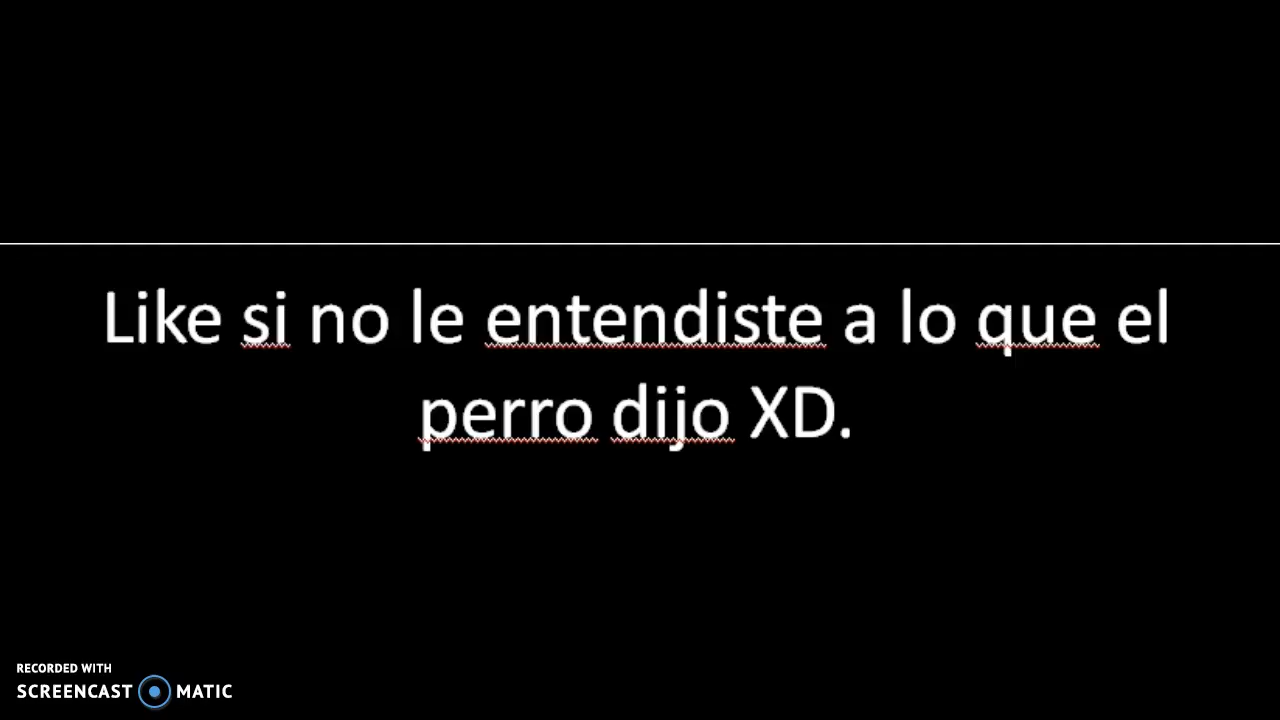 Like si no le entendiste a lo que el
perro dijo XD.
RECORDED WITH
SCREENCAST MATIC